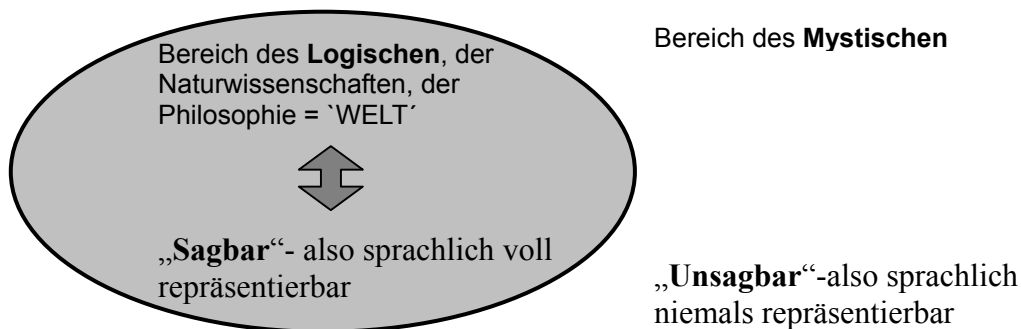 Bereich des Logischen, der
Naturwissenschaften, der
Philosophie = `WELT´
„Sagbar“- also sprachlich voll
repräsentierbar
Bereich des Mystischen
„Unsagbar“-also sprachlich
niemals repräsentierbar